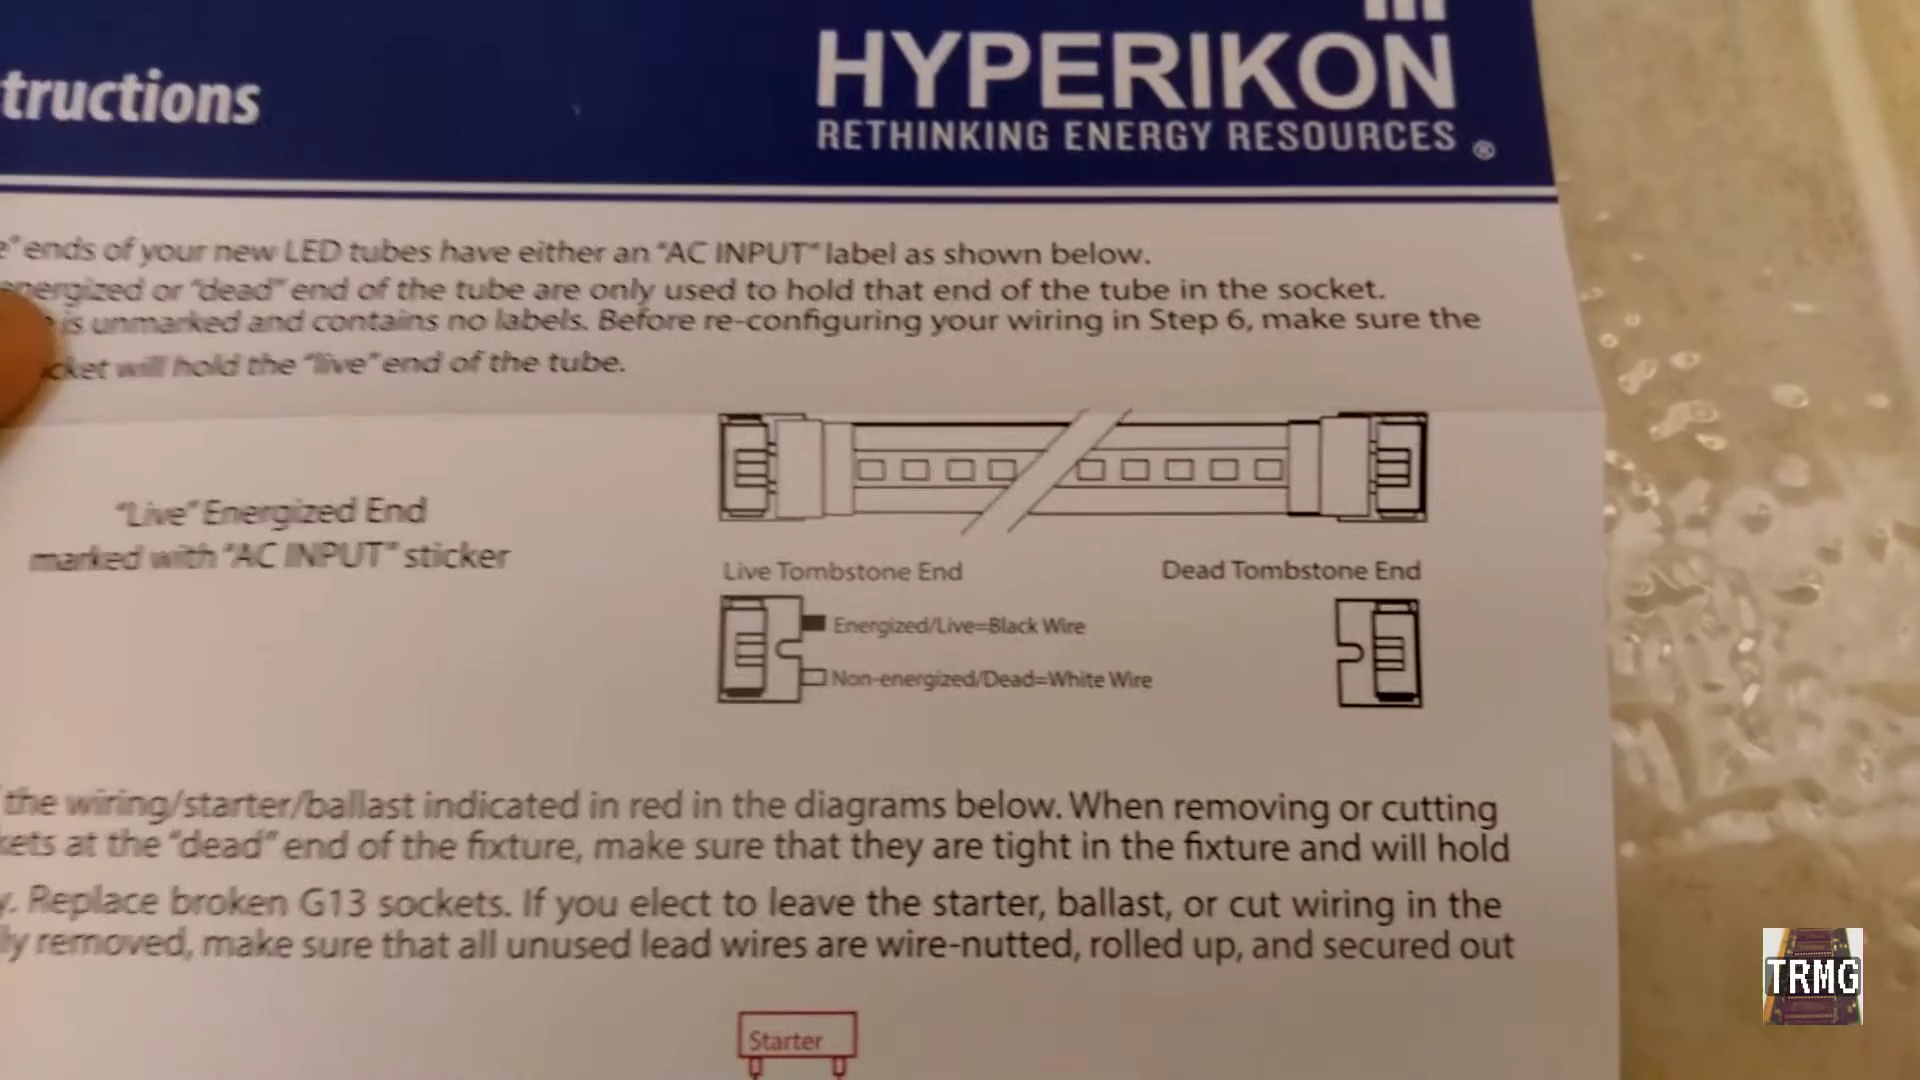 tructions
HYPERIKON
RETHINKING ENERGY RESOURCES ®
e" ends of your new LED tubes have either an "AC INPUT" label as shown below.
energized or "dead" end of the tube are only used to hold that end of the tube in the socket.
is unmarked and contains no labels. Before re-configuring your wiring in Step 6, make sure the
cket will hold the "live" end of the tube.
"Live" Energized End
marked with "AC INPUT" sticker
Live Tombstone End
Dead Tombstone End
Energized/Live=Black Wire
Non-energized/Dead=White Wire
the wiring/starter/ballast indicated in red in the diagrams below. When removing or cutting
kets at the "dead" end of the fixture, make sure that they are tight in the fixture and will hold
y. Replace broken G13 sockets. If you elect to leave the starter, ballast, or cut wiring in the
lly removed, make sure that all unused lead wires are wire-nutted, rolled up, and secured out
Starter
TRMG